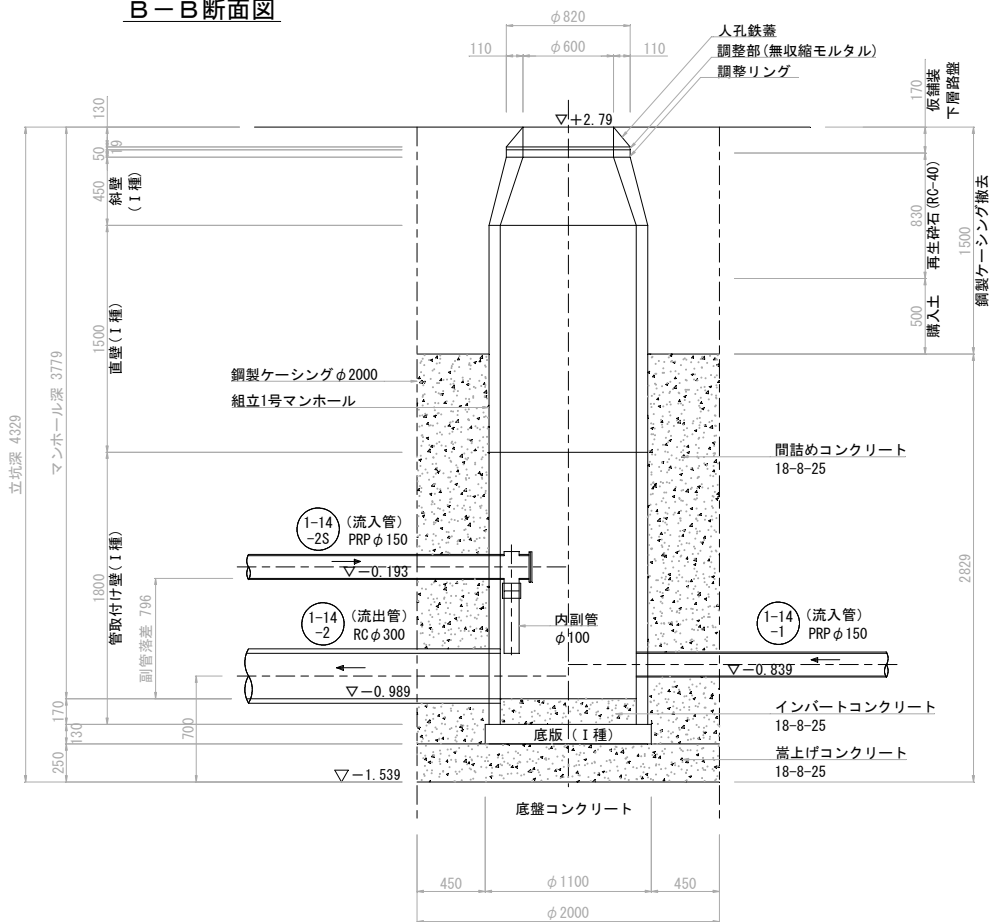 B－B断面図
φ820
110
φ600
110
人孔鉄蓋
調整部(無収縮モルタル)
調整リング
▽+2.79
170
仮舗装
下層路盤
830
再生砕石(RC-40)
500
購入土
1500
鋼製ケーシング撤去
2829
130
19
50
450
斜壁
(Ⅰ種)
1500
直壁(Ⅰ種)
1800
管取付け壁(Ⅰ種)
マンホール深 3779
立坑深 4329
副管落差 796
170
130
250
700
鋼製ケーシングφ2000
組立1号マンホール
間詰めコンクリート
18-8-25
1-14
-2S
(流入管)
PRPφ150
▽-0.193
1-14
-2
(流出管)
RCφ300
▽-0.989
内副管
φ100
1-14
-1
(流入管)
PRPφ150
▽-0.839
インバートコンクリート
18-8-25
底版(Ⅰ種)
嵩上げコンクリート
18-8-25
▽-1.539
底盤コンクリート
450
φ1100
450
φ2000